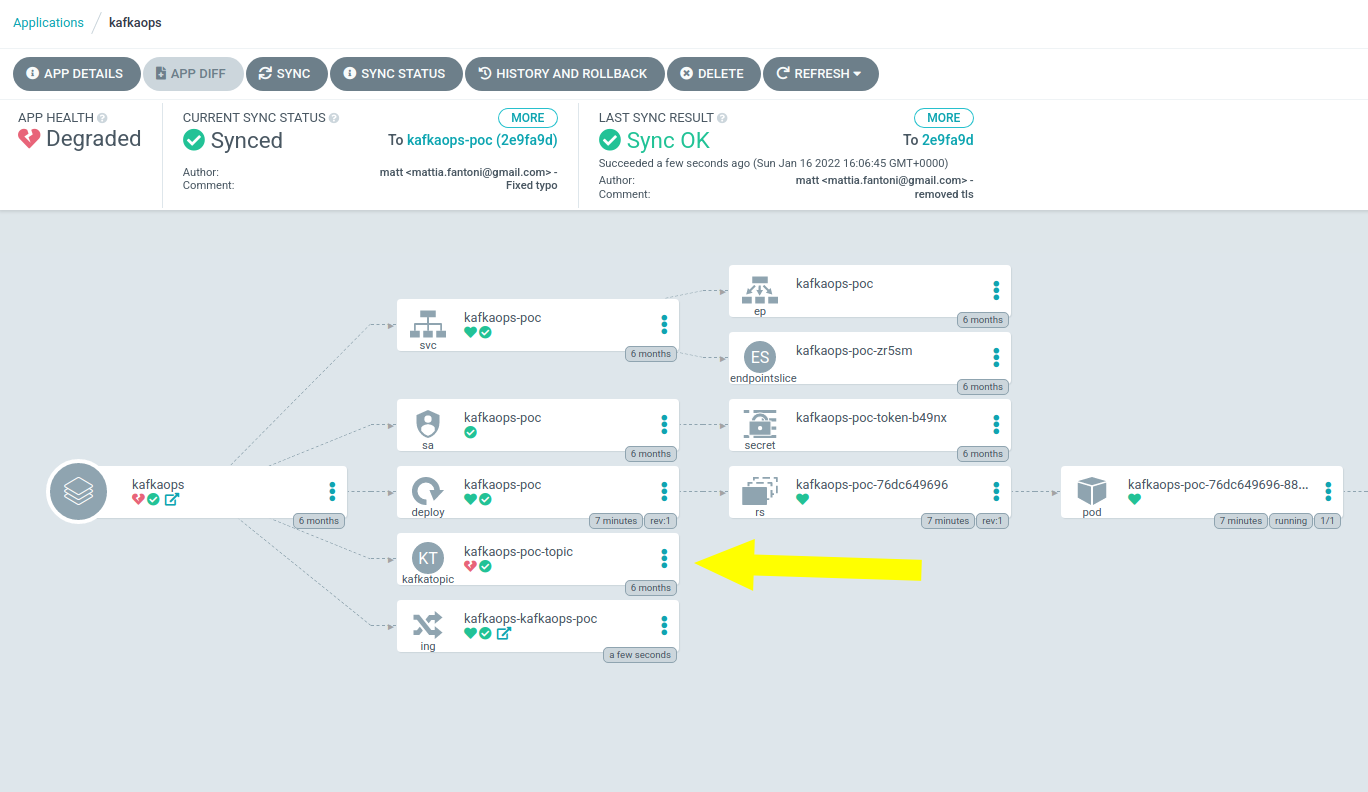 Applications / kafkaops
APP DETAILS
APP DIFF
SYNC
SYNC STATUS
HISTORY AND ROLLBACK
DELETE
REFRESH
APP HEALTH
Degraded
CURRENT SYNC STATUS
MORE
Synced
To kafkaops-poc (2e9fa9d)
Author: matt <mattia.fantoni@gmail.com> -
Comment: Fixed typo
LAST SYNC RESULT
MORE
Sync OK
To 2e9fa9d
Succeeded a few seconds ago (Sun Jan 16 2022 16:06:45 GMT+0000)
Author: matt <mattia.fantoni@gmail.com> -
Comment: removed tls
kafkaops
6 months
kafkaops-poc
svc
6 months
kafkaops-poc
sa
6 months
kafkaops-poc
deploy
7 minutes
rev:1
KT
kafkaops-poc-topic
kafkatopic
6 months
kafkaops-kafkaops-poc
ing
a few seconds
kafkaops-poc
ep
6 months
ES
kafkaops-poc-zr5sm
endpointslice
6 months
kafkaops-poc-token-b49nx
secret
6 months
kafkaops-poc-76dc649696
rs
7 minutes
rev:1
kafkaops-poc-76dc649696-88...
pod
7 minutes
running
1/1